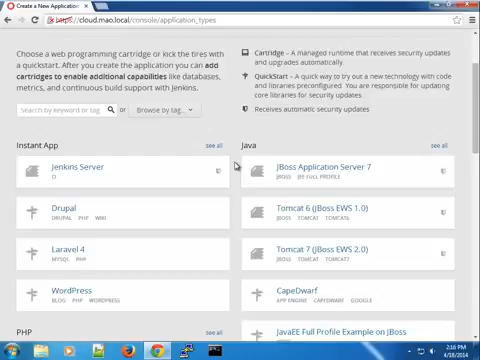 Create a New Application
https://cloud.mao.local/console/application_types
Choose a web programming cartridge or kick the tires with
a quickstart. After you create the application you can add
cartridges to enable additional capabilities like databases,
metrics, and continuous build support with Jenkins.
Cartridge – A managed runtime that receives security updates
and upgrades automatically.
QuickStart – A quick way to try out a new technology with code
and libraries preconfigured. You are responsible for updating
core libraries for security updates.
Receives automatic security updates
Search by keyword or tag
or
Browse by tag...
Instant App
see all
Jenkins Server
CI
Drupal
DRUPAL PHP WIKI
Laravel 4
MYSQL PHP
WordPress
BLOG PHP WORDPRESS
PHP
see all
Java
see all
JBoss Application Server 7
JBOSS JEE FULL PROFILE
Tomcat 6 (JBoss EWS 1.0)
JBOSS TOMCAT TOMCAT6
Tomcat 7 (JBoss EWS 2.0)
JBOSS TOMCAT TOMCAT7
CapeDwarf
APP ENGINE CAPEDWARF GOOGLE
JavaEE Full Profile Example on JBoss
2:16 PM
4/18/2014